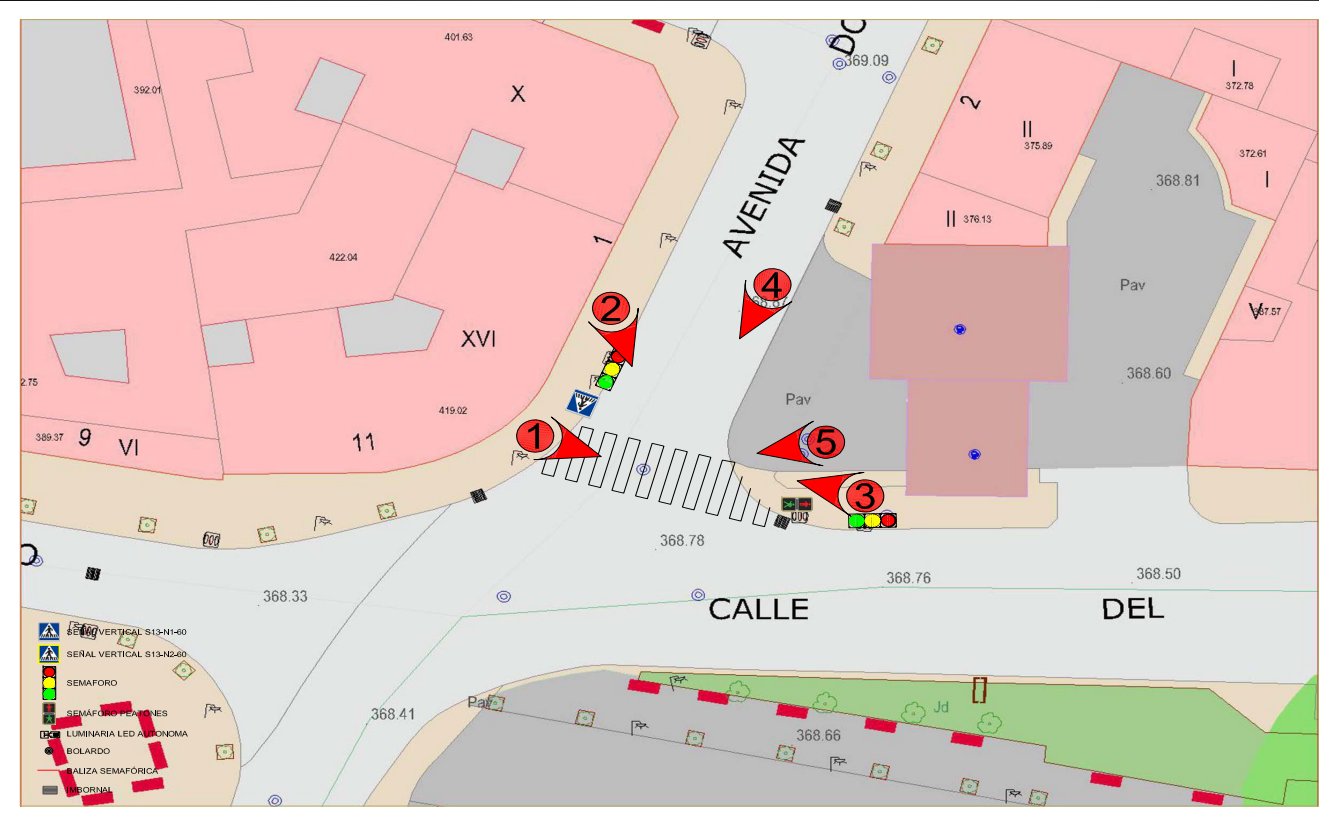 401.63
DO
369.09
392.01
X
I
372.78
2
II
375.89
AVENIDA
372.61
I
368.81
II 376.13
1
422.04
4
2
Pav
V
387.57
XVI
368.60
2.75
Pav
419.02
1
5
389.37 9 VI
11
3
368.78
O
368.33
368.76
368.50
CALLE
DEL
SEÑAL VERTICAL S13-N1-60
SEÑAL VERTICAL S13-N2-60
SEMAFORO
SEMÁFORO PEATONES
LUMINARIA LED AUTONOMA
BOLARDO
BALIZA SEMAFÓRICA
IMBORNAL
Pav
Jd
368.41
368.66